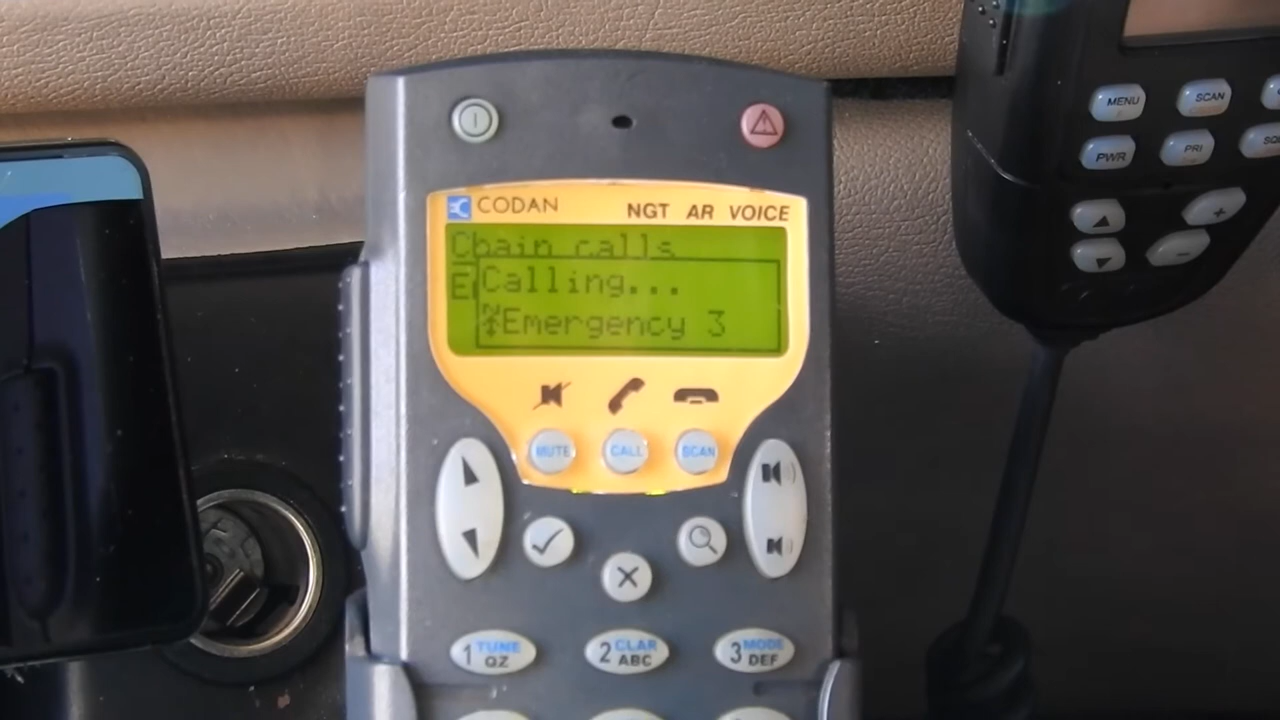 CODAN
NGT AR VOICE
Chain calls
Calling...
Emergency 3
MUTE
CALL
SCAN
1 TUNE
QZ
2 CLAR
ABC
3 MODE
DEF
MENU
SCAN
PWR
PRI